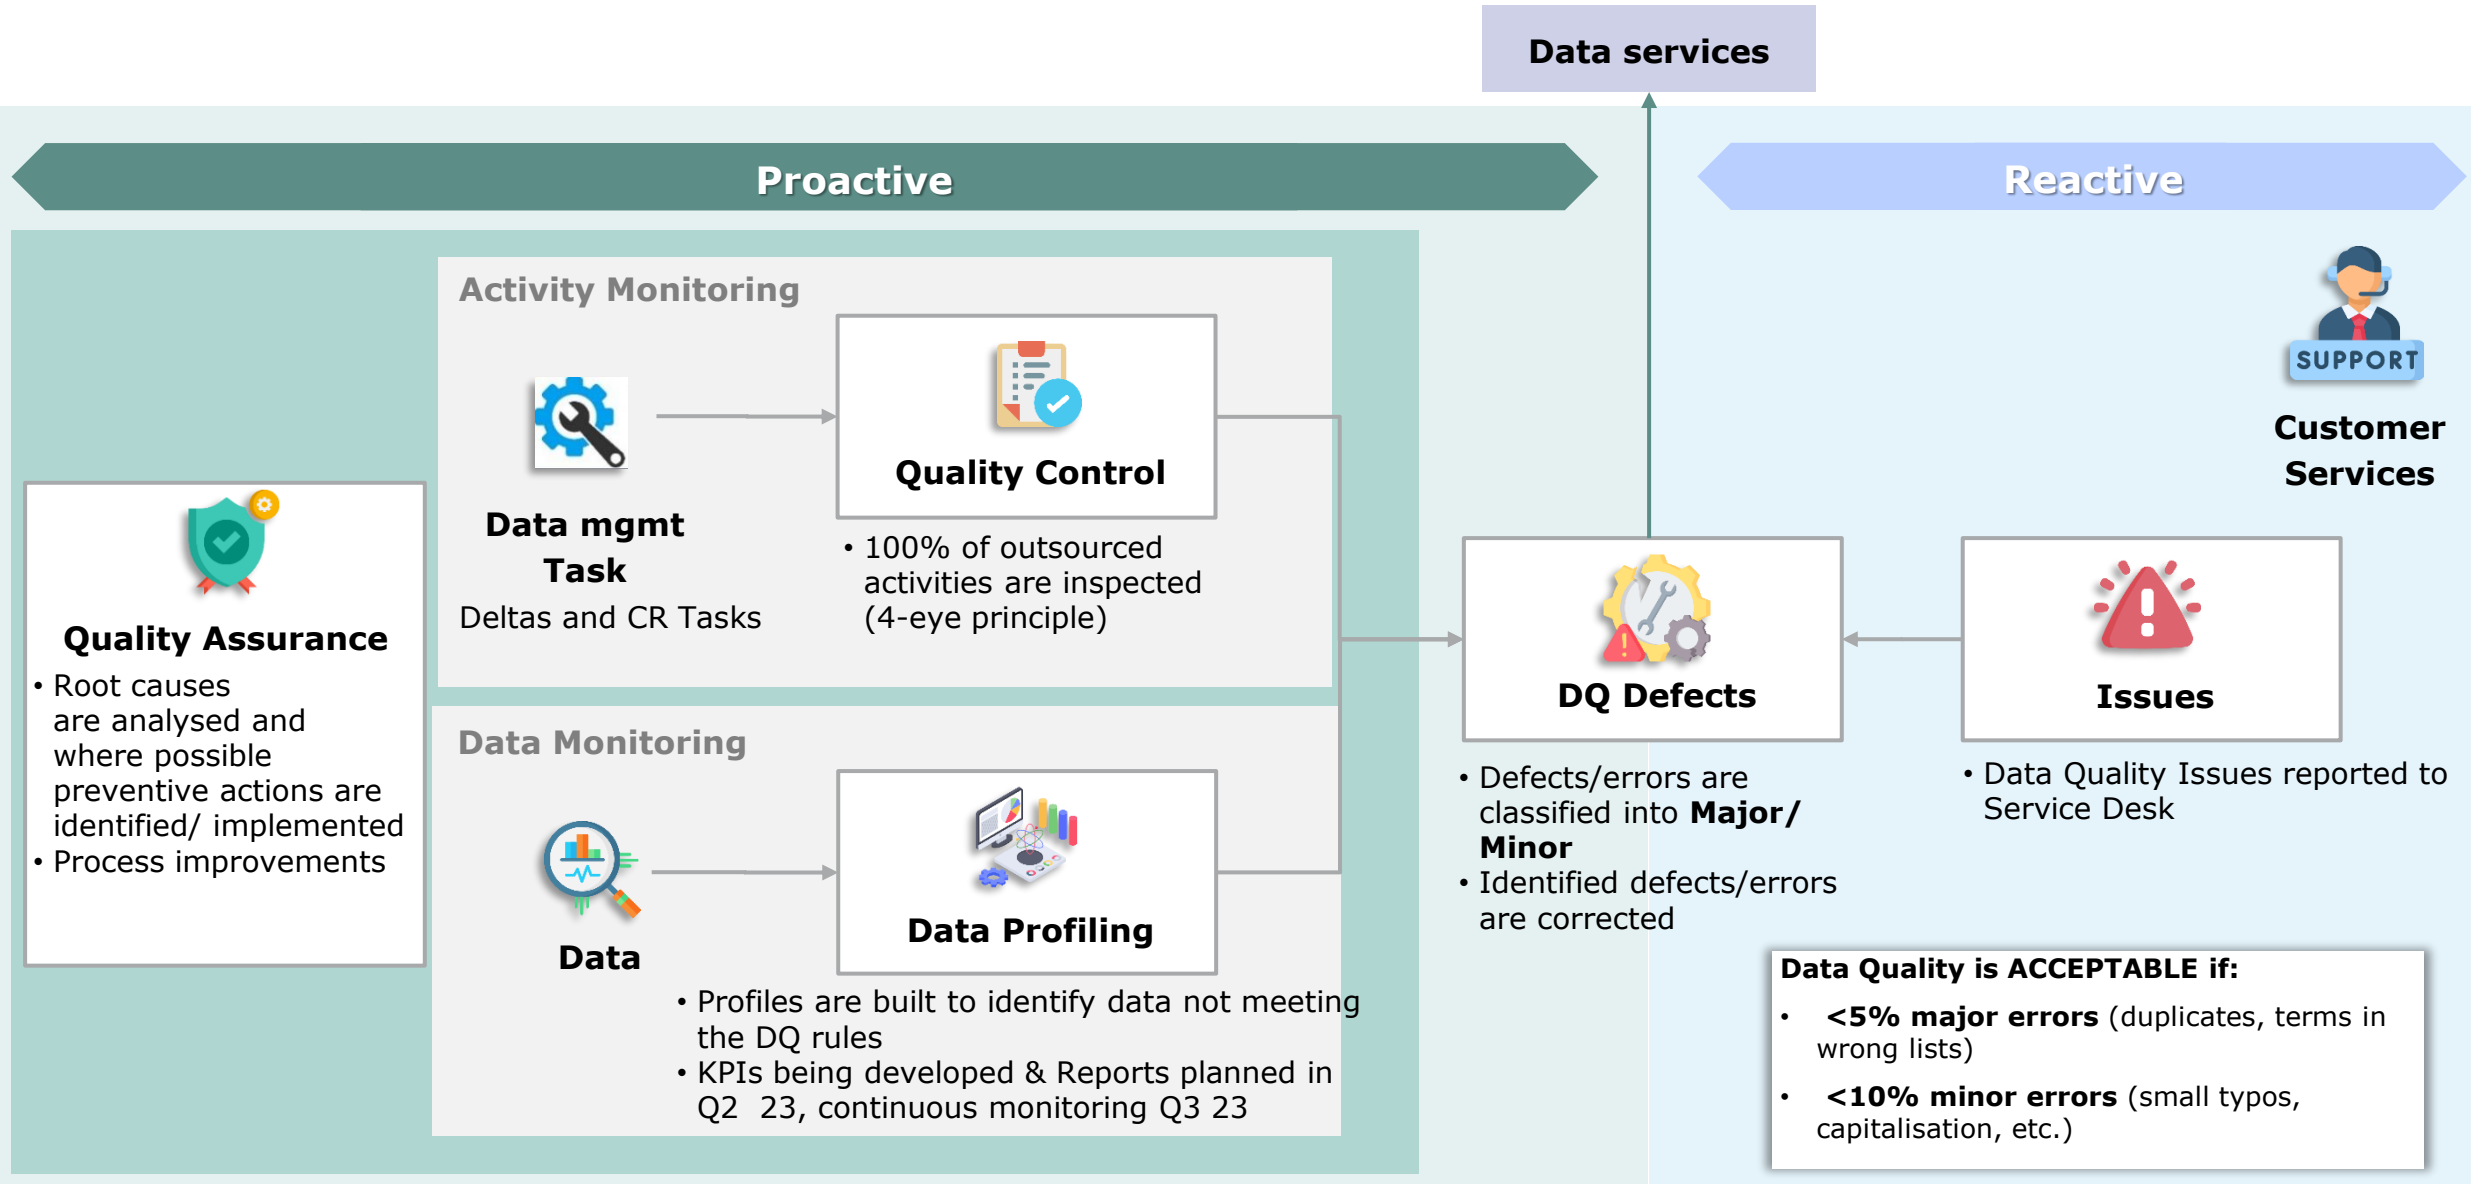 Data services
Proactive
Reactive
Activity Monitoring
Quality Control
Data mgmt
Task
Deltas and CR Tasks
• 100% of outsourced
activities are inspected
(4-eye principle)
Quality Assurance
• Root causes
are analysed and
where possible
preventive actions are
identified/ implemented
• Process improvements
Data Monitoring
Data
Data Profiling
• Profiles are built to identify data not meeting
the DQ rules
• KPIs being developed & Reports planned in
Q2  23, continuous monitoring Q3 23
DQ Defects
• Defects/errors are
classified into Major/
Minor
• Identified defects/errors
are corrected
SUPPORT
Customer
Services
Issues
• Data Quality Issues reported to
Service Desk
Data Quality is ACCEPTABLE if:
• <5% major errors (duplicates, terms in
wrong lists)
• <10% minor errors (small typos,
capitalisation, etc.)